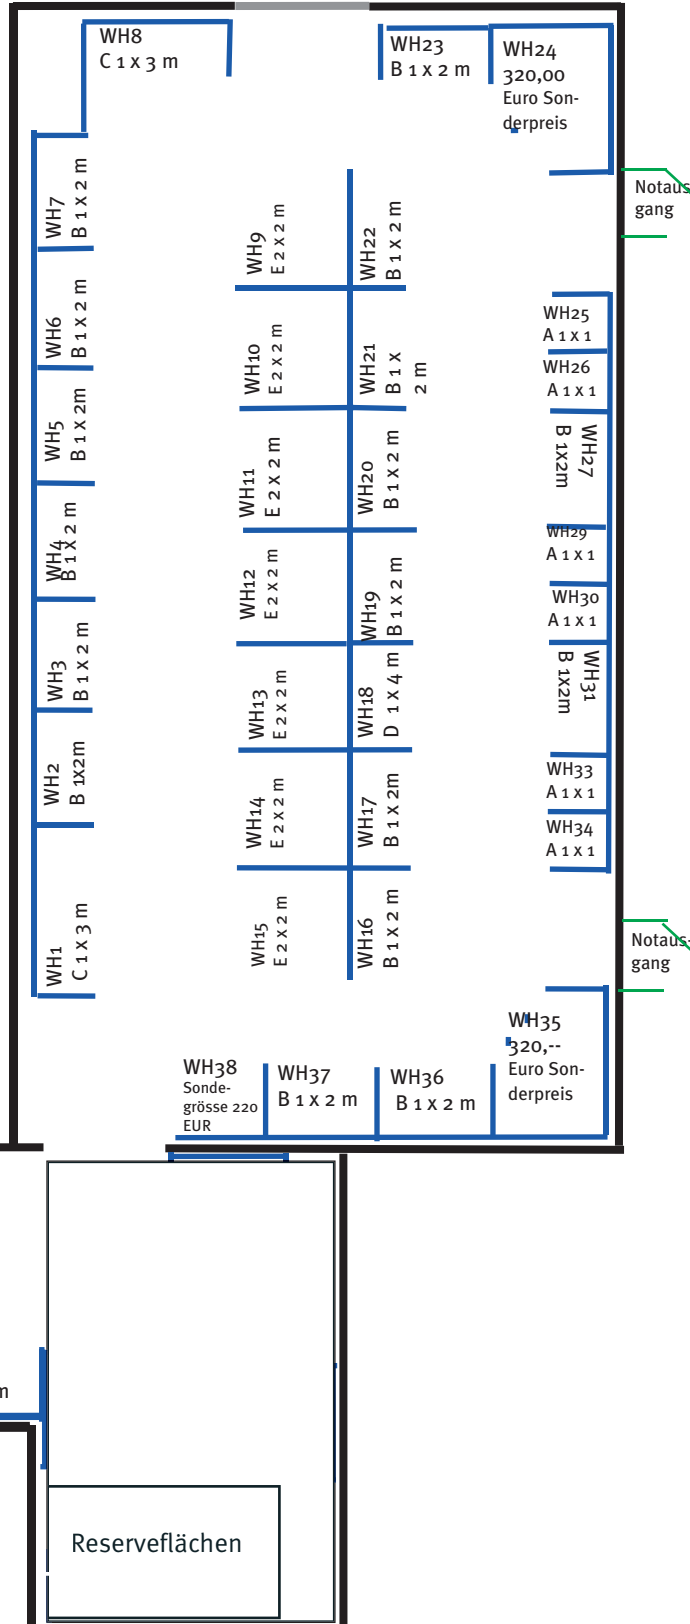 WH8
C 1 x 3 m
WH23
B 1 x 2 m
WH24
320,00
Euro Son-
derpreis
Notaus-
gang
WH7
B 1 x 2 m
WH6
B 1 x 2 m
WH5
B 1 x 2m
WH4
B 1 x 2 m
WH3
B 1 x 2 m
WH2
B 1x2m
WH1
C 1 x 3 m
WH9
E 2 x 2 m
WH10
E 2 x 2 m
WH11
E 2 x 2 m
WH12
E 2 x 2 m
WH13
E 2 x 2 m
WH14
E 2 x 2 m
WH15
E 2 x 2 m
WH22
B 1 x 2 m
WH21
B 1 x
2 m
WH20
B 1 x 2 m
WH19
B 1 x 2 m
WH18
D 1 x 4 m
WH17
B 1 x 2m
WH16
B 1 x 2 m
WH25
A 1 x 1
WH26
A 1 x 1
WH27
B 1x2m
WH29
A 1 x 1
WH30
A 1 x 1
WH31
B 1x2m
WH33
A 1 x 1
WH34
A 1 x 1
Notaus-
gang
WH35
320,--
Euro Son-
derpreis
WH38
Sonde-
grösse 220
EUR
WH37
B 1 x 2 m
WH36
B 1 x 2 m
m
Reserveflächen